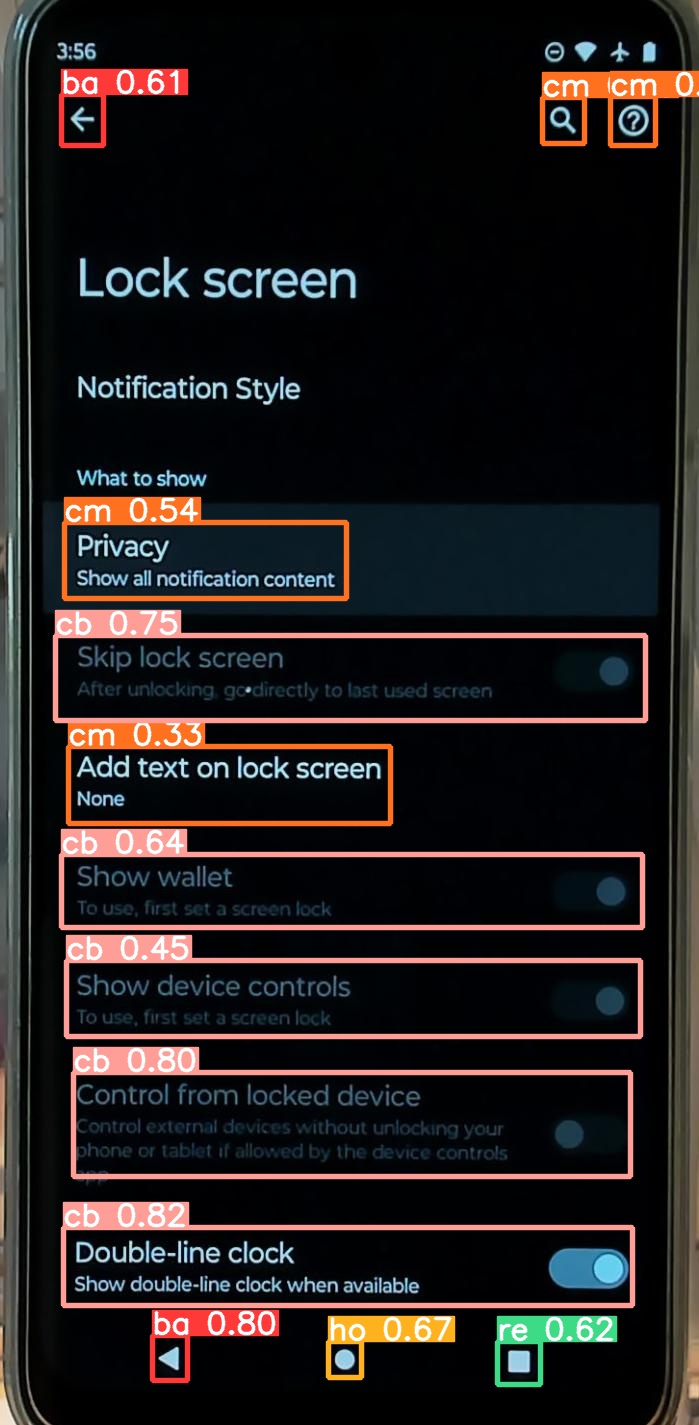 3:56
ba 0.61
cm
cm 0.
Lock screen
Notification Style
What to show
cm 0.54
Privacy
Show all notification content
cb 0.75
Skip lock screen
After unlocking, go directly to last used screen
cm 0.33
Add text on lock screen
None
cb 0.64
Show wallet
To use, first set a screen lock
cb 0.45
Show device controls
To use, first set a screen lock
cb 0.80
Control from locked device
Control external devices without unlocking your
phone or tablet if allowed by the device controls
app
cb 0.82
Double-line clock
Show double-line clock when available
ba 0.80
ho 0.67
re 0.62